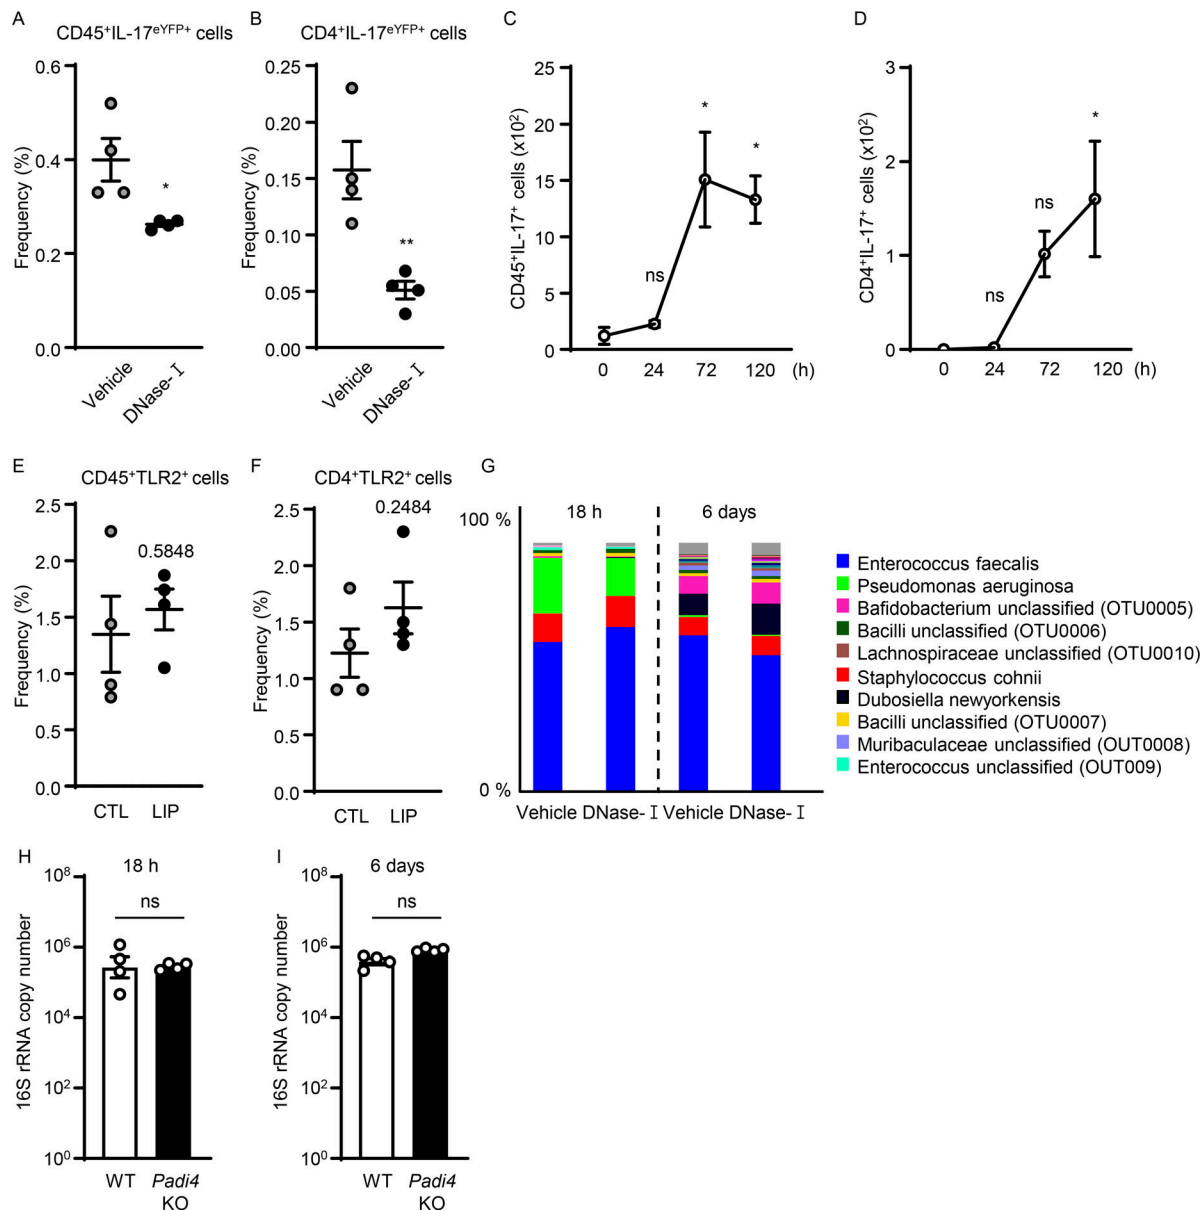 A
CD45⁺IL-17ᵉʸᶠᵖ⁺ cells
Frequency (%)
0.6
0.4
0.2
0.0
*
Vehicle
DNase-Ⅰ
B
CD4⁺IL-17ᵉʸᶠᵖ⁺ cells
Frequency (%)
0.25
0.20
0.15
0.10
0.05
0.00
**
Vehicle
DNase-Ⅰ
C
CD45⁺IL-17⁺ cells (x10²)
25
20
15
10
5
0
ns
*
*
0 24 72 120 (h)
D
CD4⁺IL-17⁺ cells (x10²)
3
2
1
0
ns
ns
*
0 24 72 120 (h)
E
CD45⁺TLR2⁺ cells
Frequency (%)
2.5
2.0
1.5
1.0
0.5
0.0
0.5848
CTL LIP
F
CD4⁺TLR2⁺ cells
Frequency (%)
2.5
2.0
1.5
1.0
0.5
0.0
0.2484
CTL LIP
G
100 %
0 %
18 h 6 days
Vehicle DNase-Ⅰ Vehicle DNase-Ⅰ
Enterococcus faecalis
Pseudomonas aeruginosa
Bafidobacterium unclassified (OTU0005)
Bacilli unclassified (OTU0006)
Lachnospiraceae unclassified (OTU0010)
Staphylococcus cohnii
Dubosiella newyorkensis
Bacilli unclassified (OTU0007)
Muribaculaceae unclassified (OUT0008)
Enterococcus unclassified (OUT009)
H
18 h
16S rRNA copy number
10⁸
10⁶
10⁴
10²
10⁰
ns
WT Padi4
KO
I
6 days
16S rRNA copy number
10⁸
10⁶
10⁴
10²
10⁰
ns
WT Padi4
KO